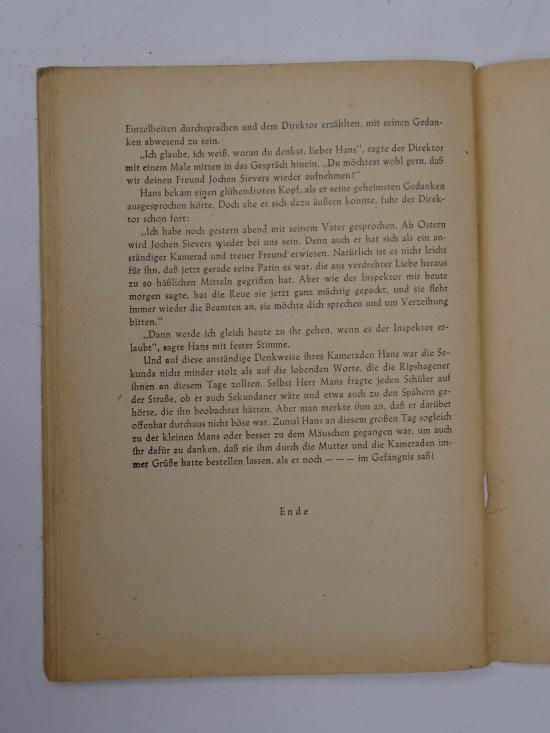 Einzelheiten durchsprachen und dem Direktor erzählten, mit seinen Gedan-
ken abwesend zu sein.
„Ich glaube, ich weiß, woran du denkst, lieber Hans", sagte der Direktor
mit einem Male mitten in das Gespräch hinein. „Du möchtest wohl gern, daß
wir deinen Freund Jochen Sievers wieder aufnehmen?"
Hans bekam einen glühendroten Kopf, als er seine geheimsten Gedanken
ausgesprochen hörte. Doch ehe er sich dazu äußern konnte, fuhr der Direk-
tor schon fort:
„Ich habe noch gestern abend mit seinem Vater gesprochen. Ab Ostern
wird Jochen Sievers wieder bei uns sein. Denn auch er hat sich als ein an-
ständiger Kamerad und treuer Freund erwiesen. Natürlich ist es nicht leicht
für ihn, daß jetzt gerade seine Patin es war, die aus verdrehter Liebe heraus
zu so häßlichen Mitteln gegriffen hat. Aber wie der Inspektor mir heute
morgen sagte, hat die Reue sie jetzt ganz mächtig gepackt, und sie fleht
immer wieder die Beamten an, sie möchte dich sprechen und um Verzeihung
bitten."
„Dann werde ich gleich heute zu ihr gehen, wenn es der Inspektor er-
laubt", sagte Hans mit fester Stimme.
Und auf diese anständige Denkweise ihres Kameraden Hans war die Se-
kunda nicht minder stolz als auf die lobenden Worte, die die Ripshagener
ihnen an diesem Tage zollten. Selbst Herr Mans fragte jeden Schüler auf
der Straße, ob er auch Sekundaner wäre und etwa auch zu den Spähern ge-
hörte, die ihn beobachtet hätten. Aber man merkte ihm an, daß er darüber
offenbar durchaus nicht böse war. Zumal Hans an diesem großen Tag sogleich
zu der kleinen Mans oder besser zu dem Mäuschen gegangen war, um auch
ihr dafür zu danken, daß sie ihm durch die Mutter und die Kameraden im-
mer Grüße hatte bestellen lassen, als er noch — — — im Gefängnis saß!
Ende